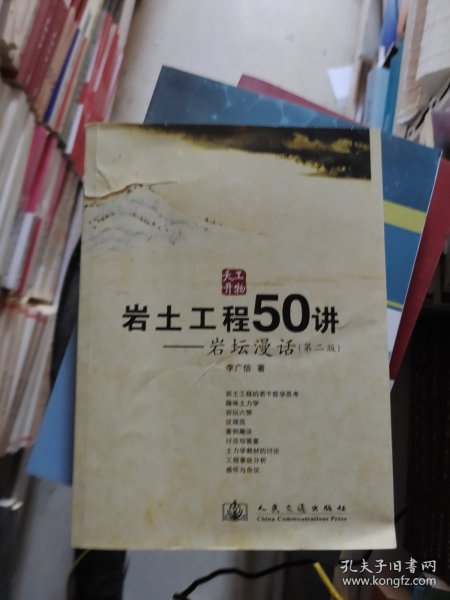 天工
开物
岩土工程50讲
——岩坛漫话(第二版)
李广信 著
岩土工程的若干哲学思考
趣味土力学
岩坛六弊
谈规范
案例趣谈
讨论与答复
土力学教材的讨论
工程事故分析
感怀与杂议
人民交通出版社
China Communications Press
孔夫子旧书网
www.kongfz.com